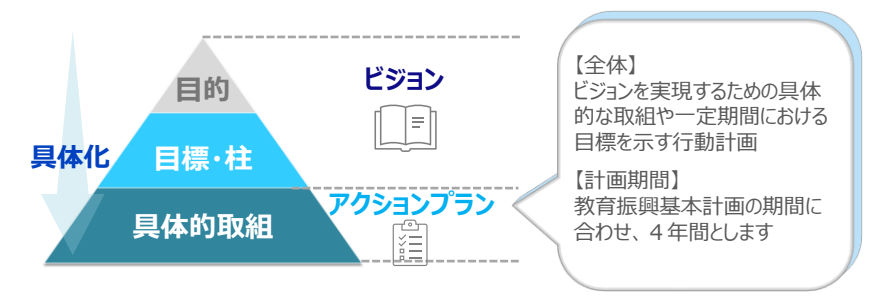 目的
目標・柱
具体的取組
具体化
ビジョン
アクションプラン
【全体】
ビジョンを実現するための具体
的な取組や一定期間における
目標を示す行動計画
【計画期間】
教育振興基本計画の期間に
合わせ、４年間とします